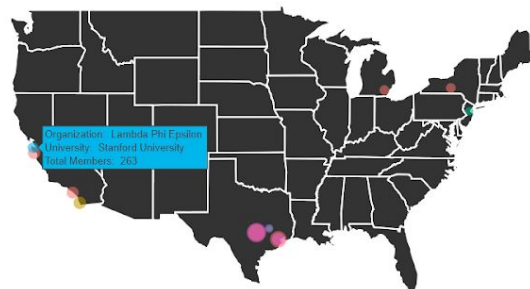 Organization: Lambda Phi Epsilon
University: Stanford University
Total Members: 263